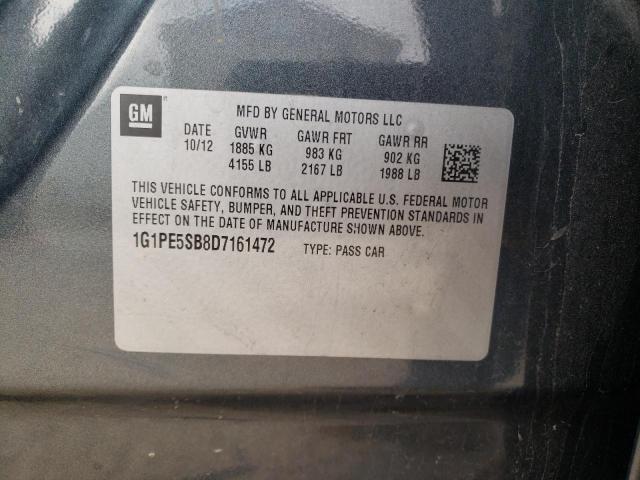 GM ®
MFD BY GENERAL MOTORS LLC
DATE GVWR GAWR FRT GAWR RR
10/12 1885 KG 983 KG 902 KG
4155 LB 2167 LB 1988 LB
THIS VEHICLE CONFORMS TO ALL APPLICABLE U.S. FEDERAL MOTOR
VEHICLE SAFETY, BUMPER, AND THEFT PREVENTION STANDARDS IN
EFFECT ON THE DATE OF MANUFACTURE SHOWN ABOVE.
1G1PE5SB8D7161472 TYPE: PASS CAR